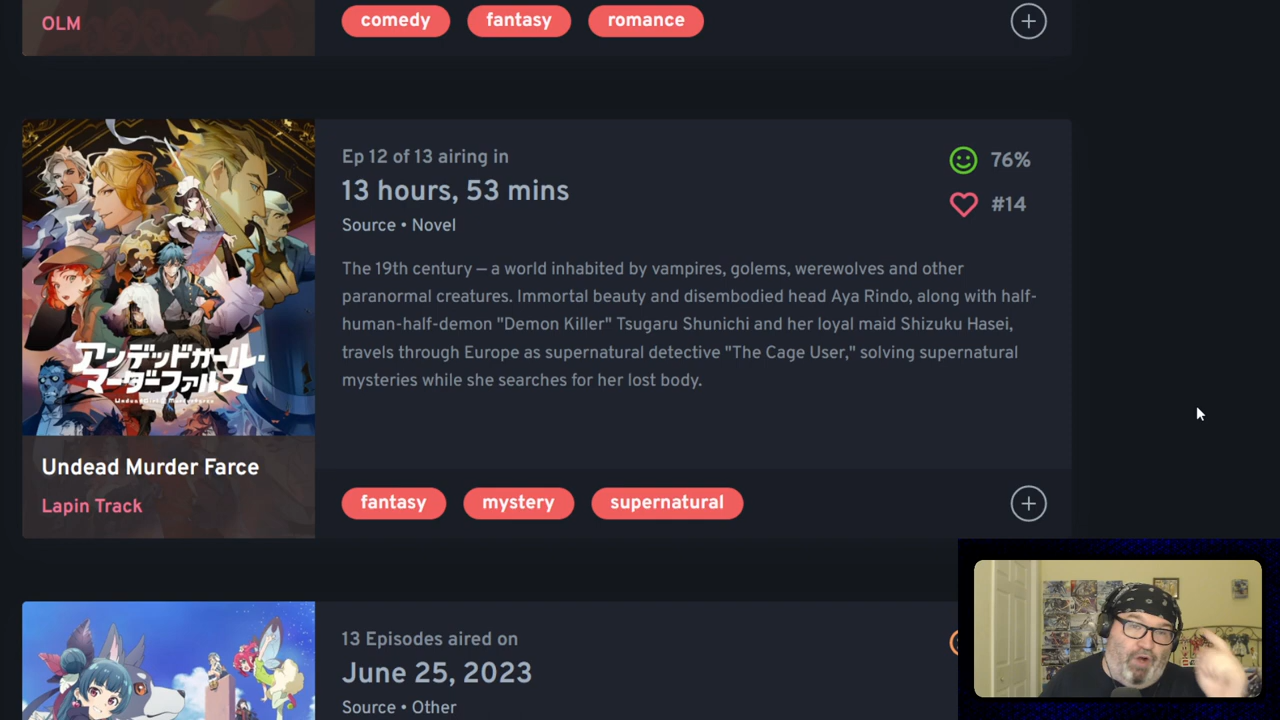 OLM
comedy
fantasy
romance
Ep 12 of 13 airing in
13 hours, 53 mins
Source • Novel
76%
#14
The 19th century – a world inhabited by vampires, golems, werewolves and other
paranormal creatures. Immortal beauty and disembodied head Aya Rindo, along with half-
human-half-demon "Demon Killer" Tsugaru Shunichi and her loyal maid Shizuku Hasei,
travels through Europe as supernatural detective "The Cage User," solving supernatural
mysteries while she searches for her lost body.
アンデッドガール・
マーダーファルス
Undead Girl Murder Farce
Undead Murder Farce
Lapin Track
fantasy
mystery
supernatural
13 Episodes aired on
June 25, 2023
Source • Other